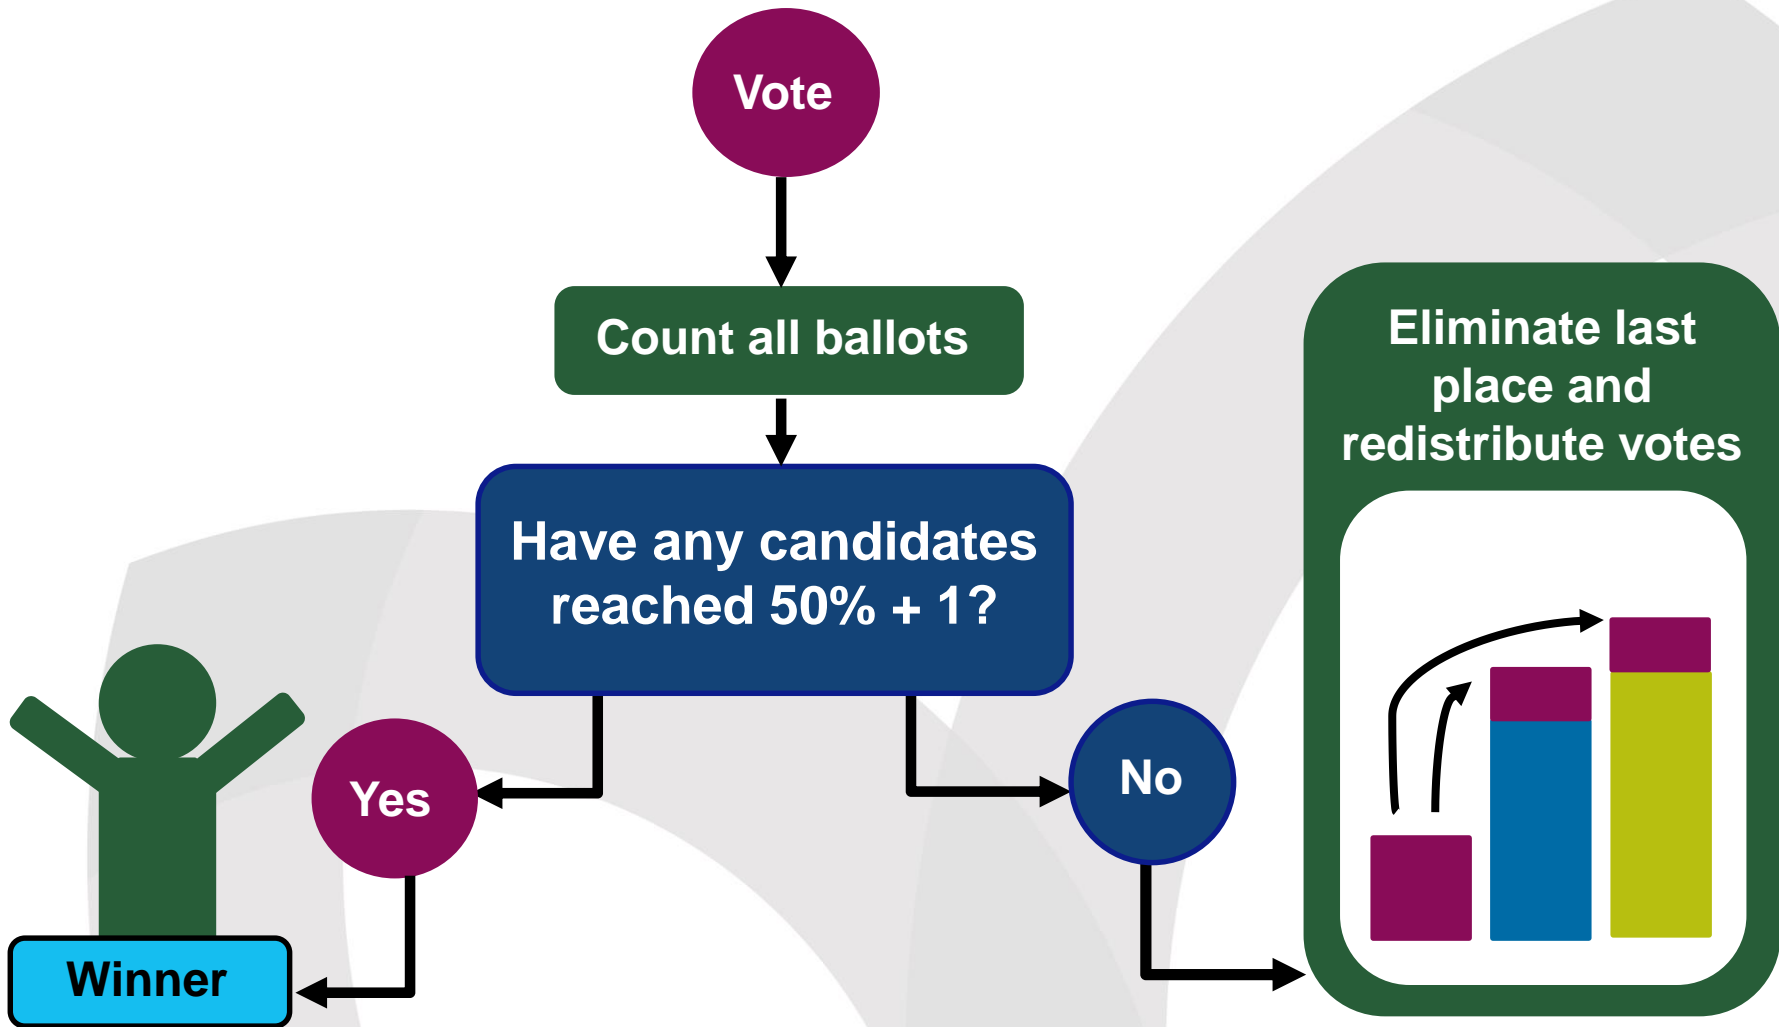 Vote
Count all ballots
Have any candidates
reached 50% + 1?
Yes
No
Winner
Eliminate last
place and
redistribute votes